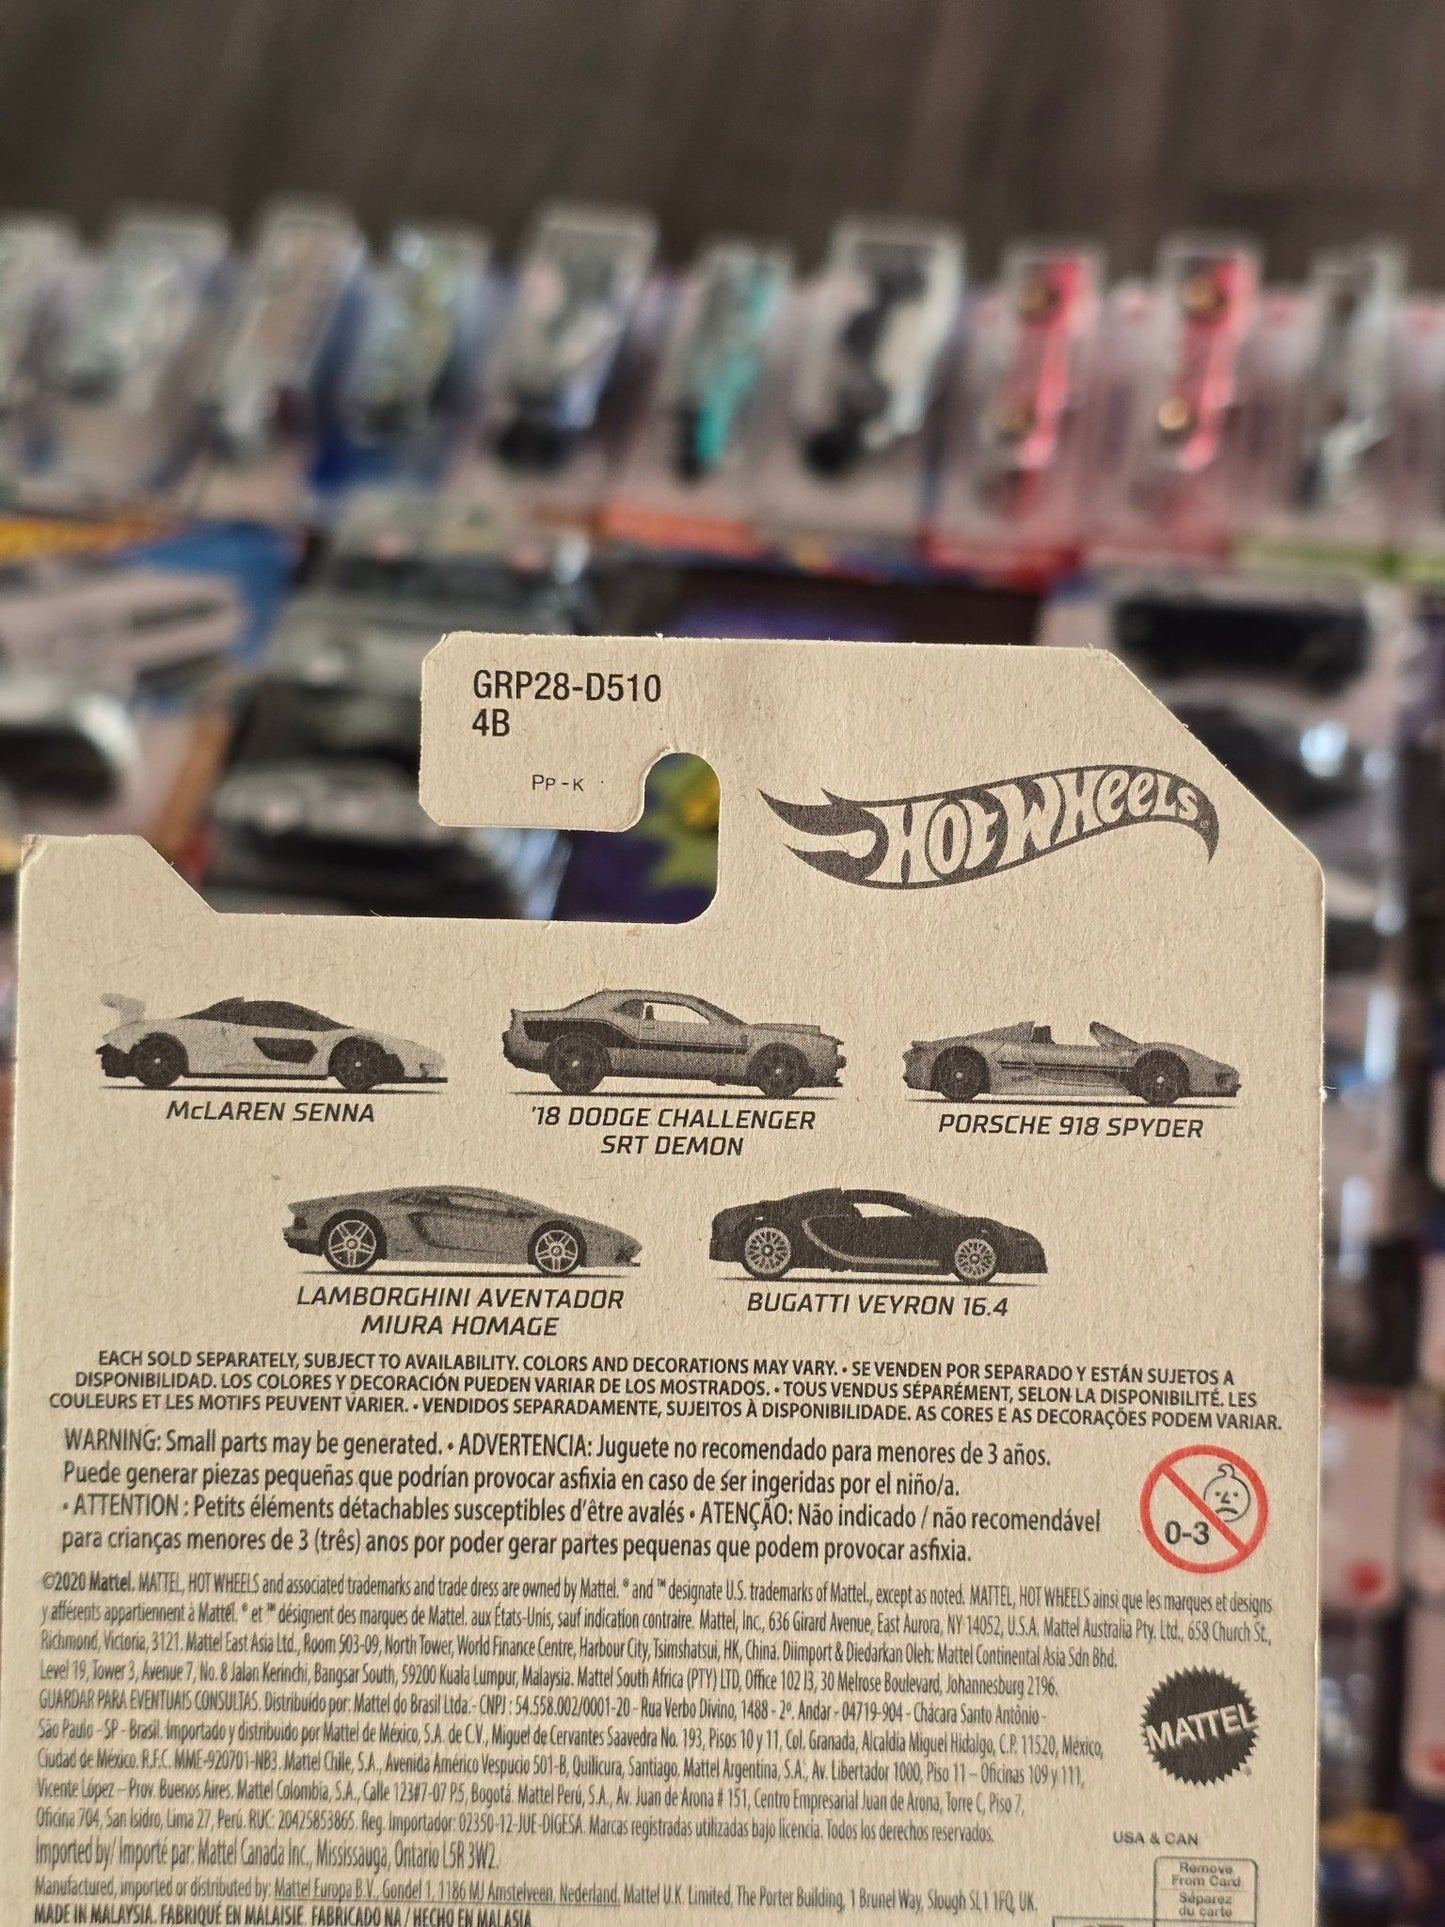 GRP28-D510
4B
PP-K
HOT WHEELS
McLAREN SENNA
'18 DODGE CHALLENGER
SRT DEMON
PORSCHE 918 SPYDER
LAMBORGHINI AVENTADOR
MIURA HOMAGE
BUGATTI VEYRON 16.4
EACH SOLD SEPARATELY, SUBJECT TO AVAILABILITY. COLORS AND DECORATIONS MAY VARY. • SE VENDEN POR SEPARADO Y ESTÁN SUJETOS A
DISPONIBILIDAD. LOS COLORES Y DECORACIÓN PUEDEN VARIAR DE LOS MOSTRADOS. • TOUS VENDUS SÉPARÉMENT, SELON LA DISPONIBILITÉ. LES
COULEURS ET LES MOTIFS PEUVENT VARIER. • VENDIDOS SEPARADAMENTE, SUJEITOS À DISPONIBILIDADE. AS CORES E AS DECORAÇÕES PODEM VARIAR.
WARNING: Small parts may be generated. • ADVERTENCIA: Juguete no recomendado para menores de 3 años.
Puede generar piezas pequeñas que podrían provocar asfixia en caso de ser ingeridas por el niño/a.
• ATTENTION : Petits éléments détachables susceptibles d'être avalés • ATENÇÃO: Não indicado / não recomendável
para crianças menores de 3 (três) anos por poder gerar partes pequenas que podem provocar asfixia.
0-3
©2020 Mattel. MATTEL, HOT WHEELS and associated trademarks and trade dress are owned by Mattel. ® and ™ designate U.S. trademarks of Mattel, except as noted. MATTEL, HOT WHEELS ainsi que les marques et designs
y afférents appartiennent à Mattel. ® et ™ désignent des marques de Mattel. aux États-Unis, sauf indication contraire. Mattel, Inc., 636 Girard Avenue, East Aurora, NY 14052, U.S.A. Mattel Australia Pty. Ltd., 658 Church St.,
Richmond, Victoria, 3121. Mattel East Asia Ltd., Room 503-09, North Tower, World Finance Centre, Harbour City, Tsimshatsui, HK, China. Diimport & Diedarkan Oleh: Mattel Continental Asia Sdn Bhd.
Level 19, Tower 3, Avenue 7, No. 8 Jalan Kerinchi, Bangsar South, 59200 Kuala Lumpur, Malaysia. Mattel South Africa (PTY) LTD, Office 102 I3, 30 Melrose Boulevard, Johannesburg 2196.
GUARDAR PARA EVENTUAIS CONSULTAS. Distribuído por: Mattel do Brasil Ltda.- CNPJ : 54.558.002/0001-20 - Rua Verbo Divino, 1488 - 2º. Andar - 04719-904 - Chácara Santo Antônio -
São Paulo - SP - Brasil. Importado y distribuido por Mattel de México, S.A. de C.V., Miguel de Cervantes Saavedra No. 193, Pisos 10 y 11, Col. Granada, Alcaldía Miguel Hidalgo, C.P. 11520, México,
Ciudad de México. R.F.C. MME-920701-NB3. Mattel Chile, S.A., Avenida Américo Vespucio 501-B, Quilicura, Santiago. Mattel Argentina, S.A., Av. Libertador 1000, Piso 11 – Oficinas 109 y 111,
Vicente López – Prov. Buenos Aires. Mattel Colombia, S.A., Calle 123#7-07 P.5, Bogotá. Mattel Perú, S.A., Av. Juan de Arona # 151, Centro Empresarial Juan de Arona, Torre C, Piso 7,
Oficina 704, San Isidro, Lima 27, Perú. RUC: 20425853865. Reg. Importador: 02350-12-JUE-DIGESA. Marcas registradas utilizadas bajo licencia. Todos los derechos reservados.
Imported by/ Importé par: Mattel Canada Inc., Mississauga, Ontario L5R 3W2.
Manufactured, imported or distributed by: Mattel Europa B.V., Gondel 1, 1186 MJ Amstelveen, Nederland. Mattel U.K. Limited, The Porter Building, 1 Brunel Way, Slough SL1 1FQ, UK.
MADE IN MALAYSIA. FABRIQUÉ EN MALAISIE. FABRICADO NA / HECHO EN MALASIA
MATTEL
USA & CAN
Remove
From Card
Séparez
du carte